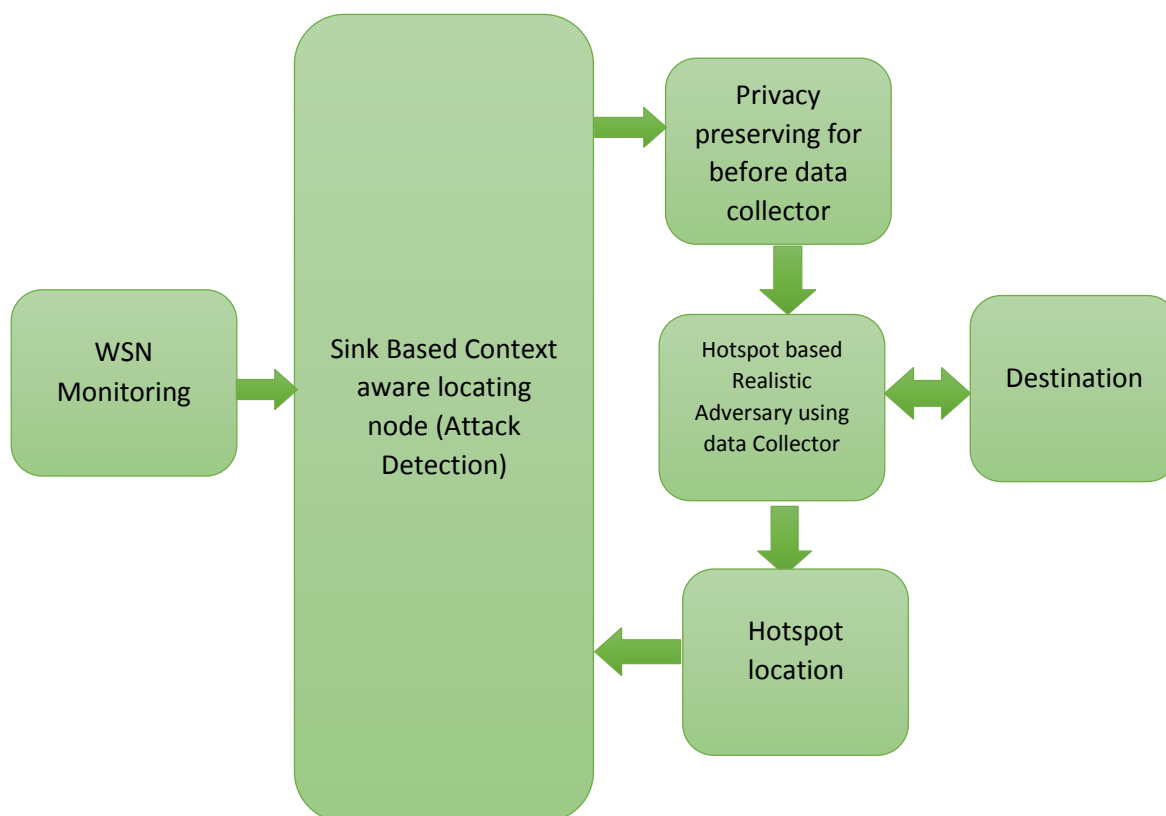 WSN
Monitoring
Sink Based Context
aware locating
node (Attack
Detection)
Privacy
preserving for
before data
collector
Hotspot based
Realistic
Adversary using
data Collector
Destination
Hotspot
location